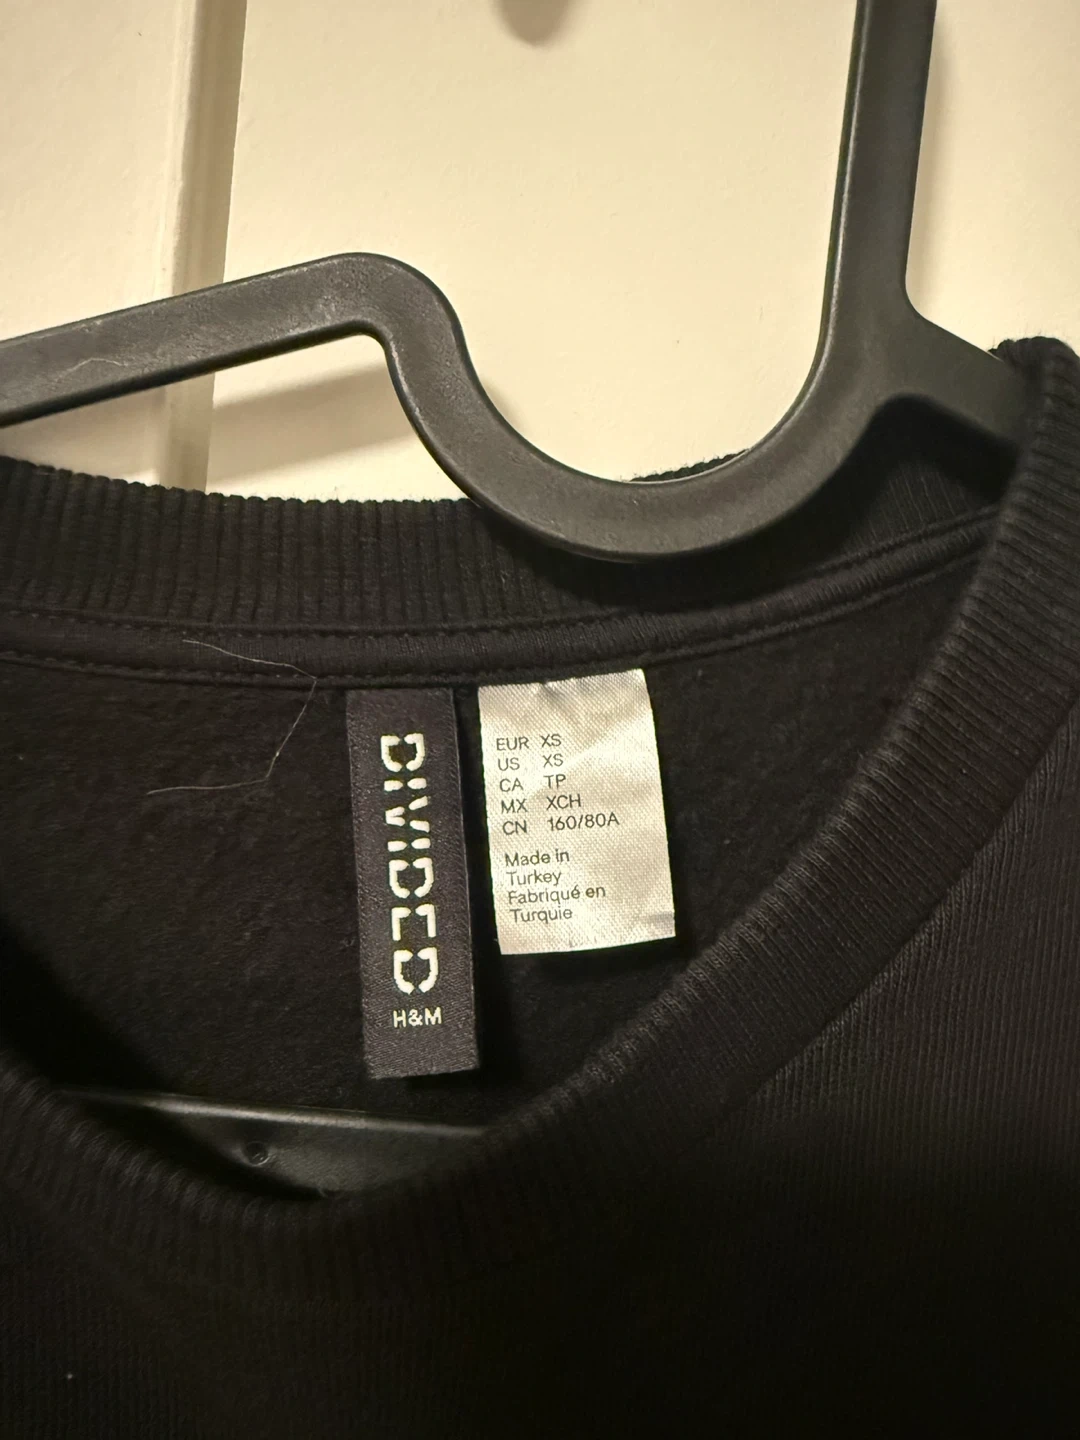 DIVIDED
H&M
EUR XS
US XS
CA TP
MX XCH
CN 160/80A
Made in
Turkey
Fabriqué en
Turquie